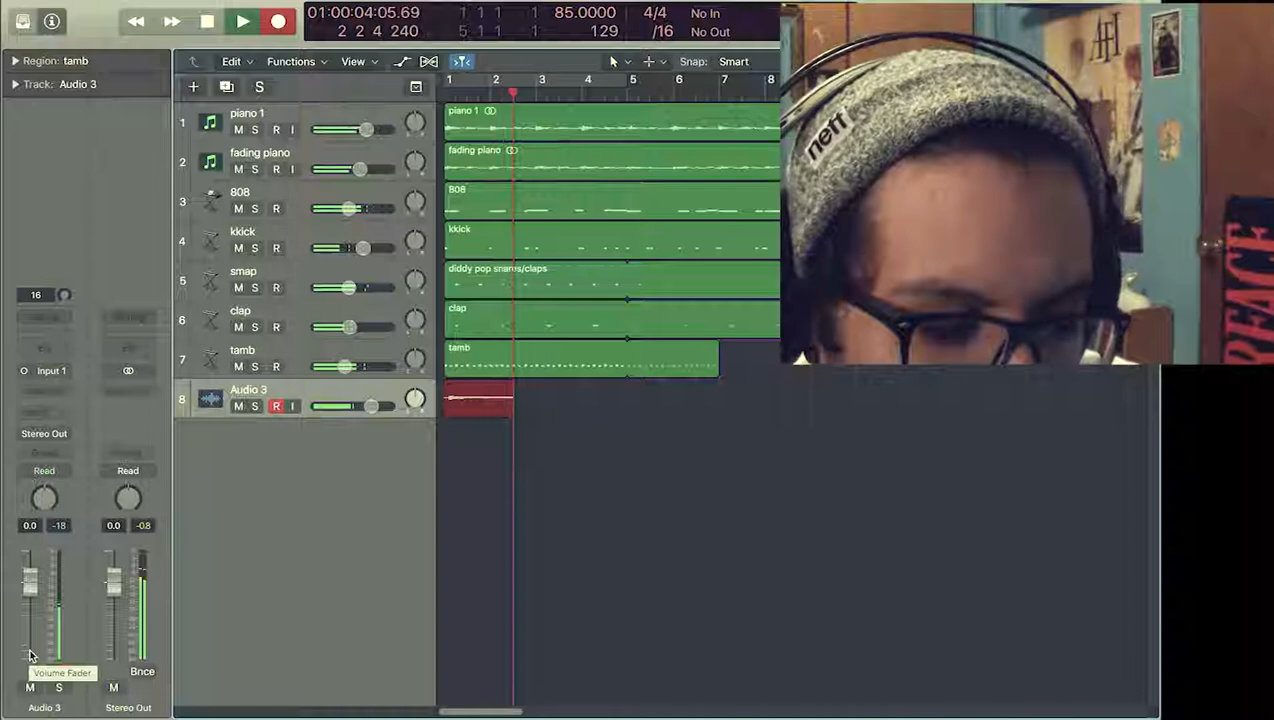 01:00:04:05.69 1 1 1 1 85.0000 4/4 No In
2 2 4 240 5 1 1 1 129 /16 No Out
Region: tamb
Track: Audio 3
Edit Functions View Snap: Smart
S
1 2 3 4 5 6 7 8
1 piano 1 M S R I
piano 1
2 fading piano M S R I
fading piano
3 808 M S R
808
4 kkick M S R
kkick
5 smap M S R
diddy pop snares/claps
6 clap M S R
clap
7 tamb M S R
tamb
8 Audio 3 M S R I
16
Input 1
Stereo Out
Read Read
0.0 -18 0.0 -0.8
Volume Fader
Bnce
M S M
Audio 3 Stereo Out
neff
AFI
RFACE